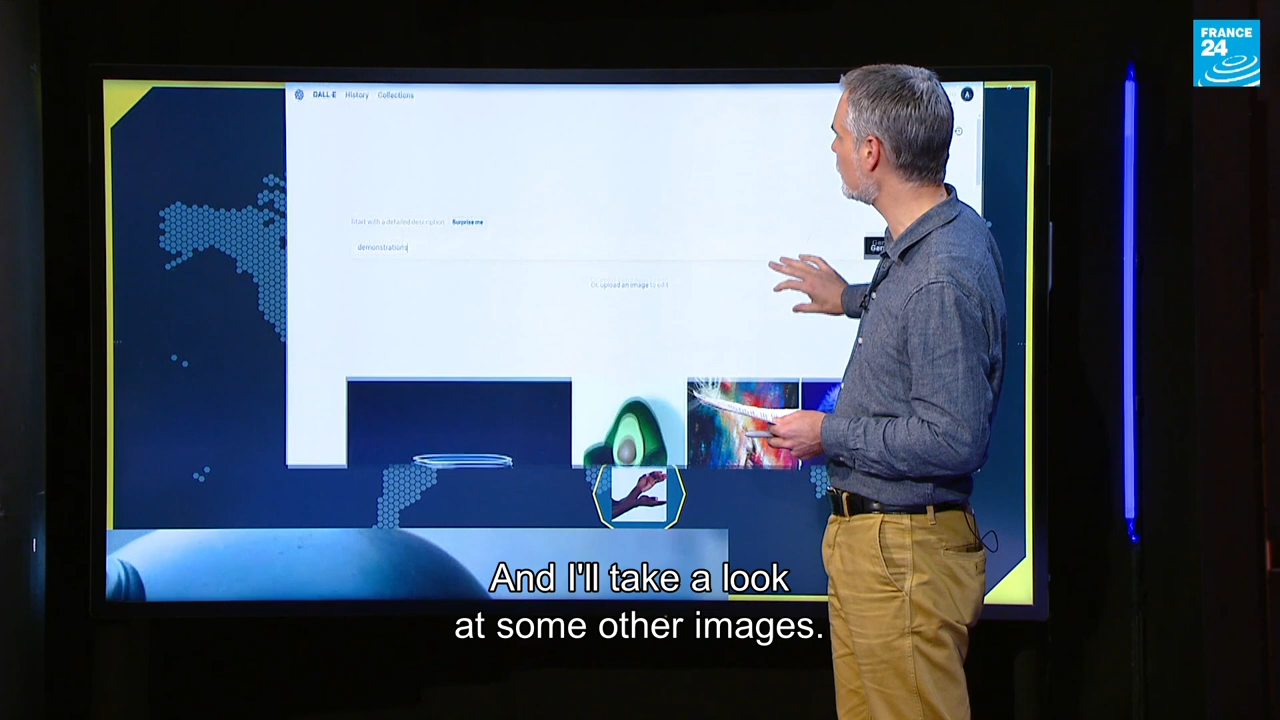 FRANCE
24
DALL·E History Collections
A
Start with a detailed description Surprise me
demonstrations
Or, upload an image to edit
And I'll take a look
at some other images.